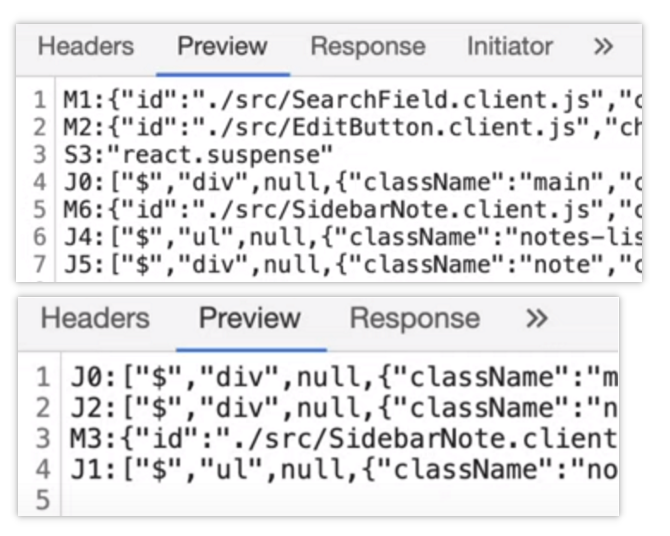 Headers Preview Response Initiator »
1 M1:{"id":"./src/SearchField.client.js","c
2 M2:{"id":"./src/EditButton.client.js","ch
3 S3:"react.suspense"
4 J0:["$","div",null,{"className":"main","c
5 M6:{"id":"./src/SidebarNote.client.js","c
6 J4:["$","ul",null,{"className":"notes-lis
7 J5:["$","div",null,{"className":"note","c
Headers Preview Response »
1 J0:["$","div",null,{"className":"m
2 J2:["$","div",null,{"className":"n
3 M3:{"id":"./src/SidebarNote.client
4 J1:["$","ul",null,{"className":"no
5